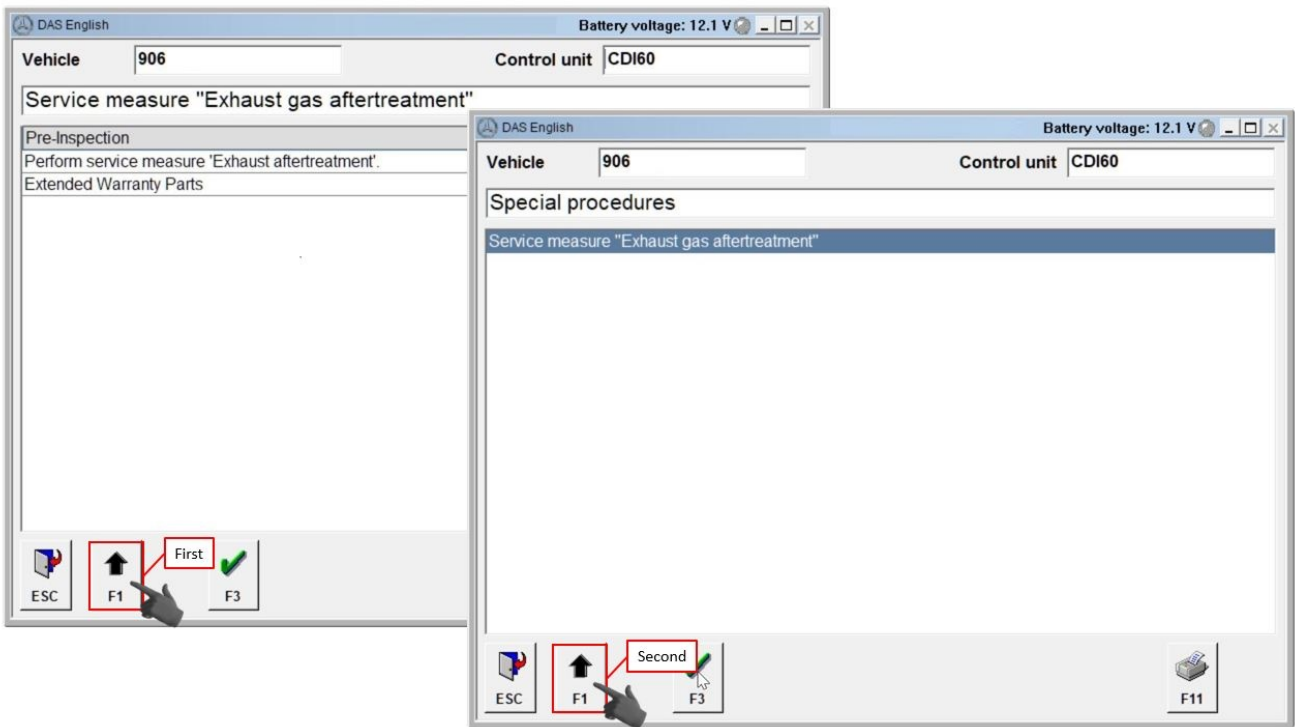 DAS English
Battery voltage: 12.1 V
Vehicle 906 Control unit CDI60
Service measure "Exhaust gas aftertreatment"
Pre-Inspection
Perform service measure 'Exhaust aftertreatment'.
Extended Warranty Parts
First
ESC F1 F3
DAS English
Battery voltage: 12.1 V
Vehicle 906 Control unit CDI60
Special procedures
Service measure "Exhaust gas aftertreatment"
Second
ESC F1 F3 F11